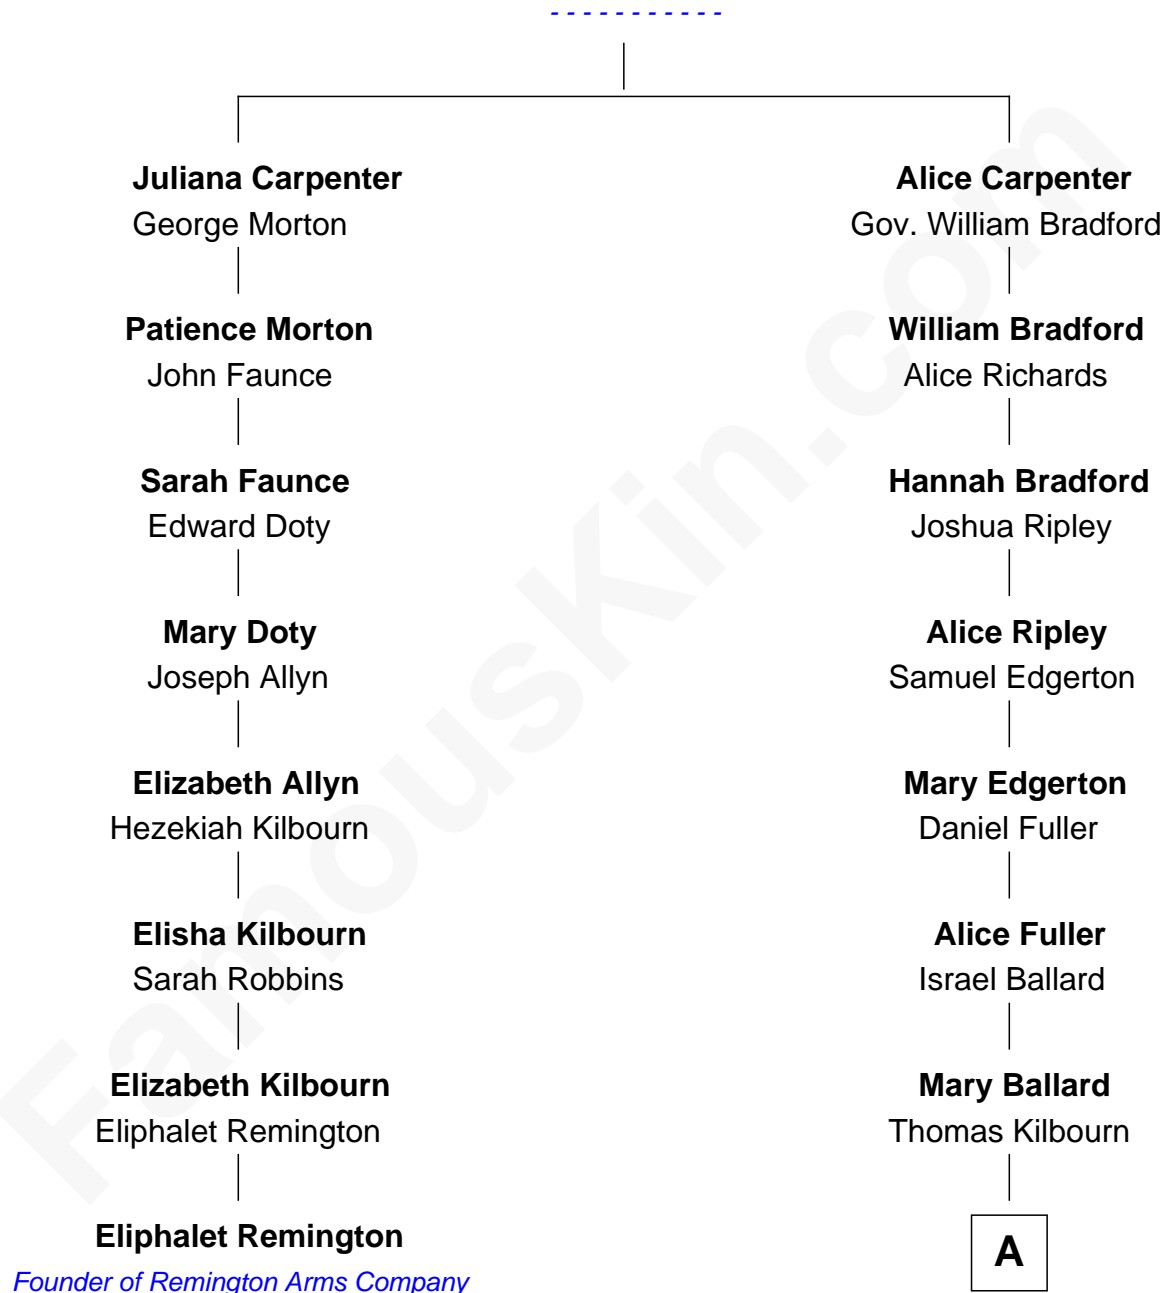 - - - - - - - - - - -
Juliana Carpenter
George Morton
Patience Morton
John Faunce
Sarah Faunce
Edward Doty
Mary Doty
Joseph Allyn
Elizabeth Allyn
Hezekiah Kilbourn
Elisha Kilbourn
Sarah Robbins
Elizabeth Kilbourn
Eliphalet Remington
Eliphalet Remington
Founder of Remington Arms Company
Alice Carpenter
Gov. William Bradford
William Bradford
Alice Richards
Hannah Bradford
Joshua Ripley
Alice Ripley
Samuel Edgerton
Mary Edgerton
Daniel Fuller
Alice Fuller
Israel Ballard
Mary Ballard
Thomas Kilbourn
A
FamousKin.com